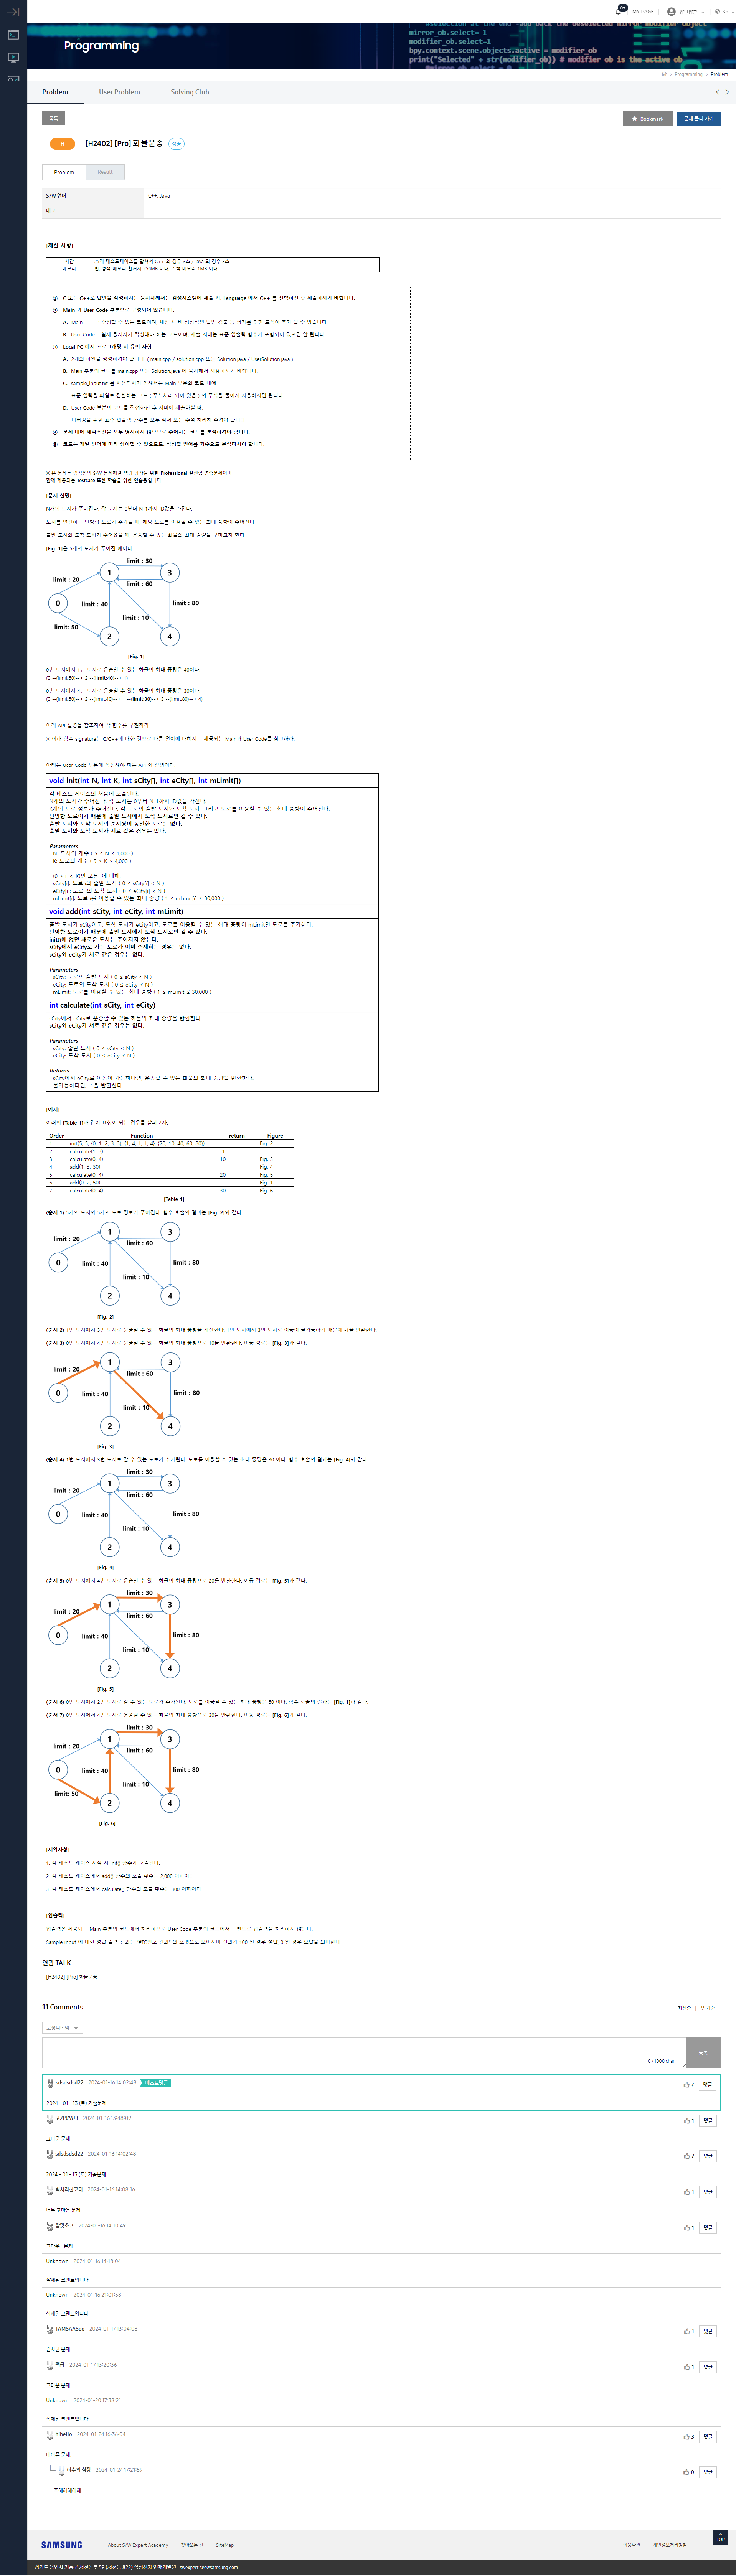 6+
MY PAGE
Ko
mirror_ob.select= 1
modifier_ob.select=1
bpy.context.scene.objects.active = modifier_ob
print("Selected" + str(modifier_ob)) # modifier ob is the active ob
Programming
Programming > Problem
Problem
User Problem
Solving Club
목록
Bookmark
문제 풀러 가기
H
[H2402] [Pro] 화물운송
성공
Problem
Result
S/W 언어
C++, Java
태그
[제한 사항]
시간
25개 테스트케이스를 합쳐서 C++ 의 경우 3초 / Java 의 경우 3초
메모리
힙, 정적 메모리 합쳐서 256MB 이내, 스택 메모리 1MB 이내
① C 또는 C++로 답안을 작성하시는 응시자께서는 검정시스템에 제출 시, Language 에서 C++ 를 선택하신 후 제출하시기 바랍니다.
② Main 과 User Code 부분으로 구성되어 있습니다.
A. Main : 수정할 수 없는 코드이며, 채점 시 비 정상적인 답안 검출 등 평가를 위한 로직이 추가 될 수 있습니다.
B. User Code : 실제 응시자가 작성해야 하는 코드이며, 제출 시에는 표준 입출력 함수가 포함되어 있으면 안 됩니다.
③ Local PC 에서 프로그래밍 시 유의 사항
A. 2개의 파일을 생성하셔야 합니다. ( main.cpp / solution.cpp 또는 Solution.java / UserSolution.java )
B. Main 부분의 코드를 main.cpp 또는 Solution.java 에 복사해서 사용하시기 바랍니다.
C. sample_input.txt 를 사용하시기 위해서는 Main 부분의 코드 내에
표준 입력을 파일로 전환하는 코드 ( 주석처리 되어 있음 ) 의 주석을 풀어서 사용하시면 됩니다.
D. User Code 부분의 코드를 작성하신 후 서버에 제출하실 때,
디버깅을 위한 표준 입출력 함수를 모두 삭제 또는 주석 처리해 주셔야 합니다.
④ 문제 내에 제약조건을 모두 명시하지 않으므로 주어지는 코드를 분석하셔야 합니다.
⑤ 코드는 개발 언어에 따라 상이할 수 있으므로, 작성할 언어를 기준으로 분석하셔야 합니다.
※ 본 문제는 임직원의 S/W 문제해결 역량 향상을 위한 Professional 실전형 연습문제이며
함께 제공되는 Testcase 또한 학습을 위한 연습용입니다.
[문제 설명]
N개의 도시가 주어진다. 각 도시는 0부터 N-1까지 ID값을 가진다.
도시를 연결하는 단방향 도로가 추가될 때, 해당 도로를 이용할 수 있는 최대 중량이 주어진다.
출발 도시와 도착 도시가 주어졌을 때, 운송할 수 있는 화물의 최대 중량을 구하고자 한다.
[Fig. 1]은 5개의 도시가 주어진 예이다.
limit : 30
limit : 20
1
3
limit : 60
0
limit : 40
limit : 80
limit : 10
limit: 50
2
4
[Fig. 1]
0번 도시에서 1번 도시로 운송할 수 있는 화물의 최대 중량은 40이다.
(0 --(limit:50)--> 2 --(limit:40)--> 1)
0번 도시에서 4번 도시로 운송할 수 있는 화물의 최대 중량은 30이다.
(0 --(limit:50)--> 2 --(limit:40)--> 1 --(limit:30)--> 3 --(limit:80)--> 4)
아래 API 설명을 참조하여 각 함수를 구현하라.
※ 아래 함수 signature는 C/C++에 대한 것으로 다른 언어에 대해서는 제공되는 Main과 User Code를 참고하라.
아래는 User Code 부분에 작성해야 하는 API 의 설명이다.
void init(int N, int K, int sCity[], int eCity[], int mLimit[])
각 테스트 케이스의 처음에 호출된다.
N개의 도시가 주어진다. 각 도시는 0부터 N-1까지 ID값을 가진다.
K개의 도로 정보가 주어진다. 각 도로의 출발 도시와 도착 도시, 그리고 도로를 이용할 수 있는 최대 중량이 주어진다.
단방향 도로이기 때문에 출발 도시에서 도착 도시로만 갈 수 있다.
출발 도시와 도착 도시의 순서쌍이 동일한 도로는 없다.
출발 도시와 도착 도시가 서로 같은 경우는 없다.
Parameters
N: 도시의 개수 ( 5 ≤ N ≤ 1,000 )
K: 도로의 개수 ( 5 ≤ K ≤ 4,000 )
(0 ≤ i < K)인 모든 i에 대해,
sCity[i]: 도로 i의 출발 도시 ( 0 ≤ sCity[i] < N )
eCity[i]: 도로 i의 도착 도시 ( 0 ≤ eCity[i] < N )
mLimit[i]: 도로 i를 이용할 수 있는 최대 중량 ( 1 ≤ mLimit[i] ≤ 30,000 )
void add(int sCity, int eCity, int mLimit)
출발 도시가 sCity이고, 도착 도시가 eCity이고, 도로를 이용할 수 있는 최대 중량이 mLimit인 도로를 추가한다.
단방향 도로이기 때문에 출발 도시에서 도착 도시로만 갈 수 있다.
init()에 없던 새로운 도시는 주어지지 않는다.
sCity에서 eCity로 가는 도로가 이미 존재하는 경우는 없다.
sCity와 eCity가 서로 같은 경우는 없다.
Parameters
sCity: 도로의 출발 도시 ( 0 ≤ sCity < N )
eCity: 도로의 도착 도시 ( 0 ≤ eCity < N )
mLimit: 도로를 이용할 수 있는 최대 중량 ( 1 ≤ mLimit ≤ 30,000 )
int calculate(int sCity, int eCity)
sCity에서 eCity로 운송할 수 있는 화물의 최대 중량을 반환한다.
sCity와 eCity가 서로 같은 경우는 없다.
Parameters
sCity: 출발 도시 ( 0 ≤ sCity < N )
eCity: 도착 도시 ( 0 ≤ eCity < N )
Returns
sCity에서 eCity로 이동이 가능하다면, 운송할 수 있는 화물의 최대 중량을 반환한다.
불가능하다면, -1을 반환한다.
[예제]
아래의 [Table 1]과 같이 요청이 되는 경우를 살펴보자.
Order Function return Figure
1 init(5, 5, {0, 1, 2, 3, 3}, {1, 4, 1, 1, 4}, {20, 10, 40, 60, 80}) Fig. 2
2 calculate(1, 3) -1
3 calculate(0, 4) 10 Fig. 3
4 add(1, 3, 30) Fig. 4
5 calculate(0, 4) 20 Fig. 5
6 add(0, 2, 50) Fig. 1
7 calculate(0, 4) 30 Fig. 6
[Table 1]
(순서 1) 5개의 도시와 5개의 도로 정보가 주어진다. 함수 호출의 결과는 [Fig. 2]와 같다.
limit : 20
1
3
limit : 60
0
limit : 40
limit : 80
limit : 10
2
4
[Fig. 2]
(순서 2) 1번 도시에서 3번 도시로 운송할 수 있는 화물의 최대 중량을 계산한다. 1번 도시에서 3번 도시로 이동이 불가능하기 때문에 -1을 반환한다.
(순서 3) 0번 도시에서 4번 도시로 운송할 수 있는 화물의 최대 중량으로 10을 반환한다. 이동 경로는 [Fig. 3]과 같다.
limit : 20
1
3
limit : 60
0
limit : 40
limit : 80
limit : 10
2
4
[Fig. 3]
(순서 4) 1번 도시에서 3번 도시로 갈 수 있는 도로가 추가된다. 도로를 이용할 수 있는 최대 중량은 30 이다. 함수 호출의 결과는 [Fig. 4]와 같다.
limit : 30
limit : 20
1
3
limit : 60
0
limit : 40
limit : 80
limit : 10
2
4
[Fig. 4]
(순서 5) 0번 도시에서 4번 도시로 운송할 수 있는 화물의 최대 중량으로 20을 반환한다. 이동 경로는 [Fig. 5]과 같다.
limit : 30
limit : 20
1
3
limit : 60
0
limit : 40
limit : 80
limit : 10
2
4
[Fig. 5]
(순서 6) 0번 도시에서 2번 도시로 갈 수 있는 도로가 추가된다. 도로를 이용할 수 있는 최대 중량은 50 이다. 함수 호출의 결과는 [Fig. 1]과 같다.
(순서 7) 0번 도시에서 4번 도시로 운송할 수 있는 화물의 최대 중량으로 30을 반환한다. 이동 경로는 [Fig. 6]과 같다.
limit : 30
limit : 20
1
3
limit : 60
0
limit : 40
limit : 80
limit : 10
limit: 50
2
4
[Fig. 6]
[제약사항]
1. 각 테스트 케이스 시작 시 init() 함수가 호출된다.
2. 각 테스트 케이스에서 add() 함수의 호출 횟수는 2,000 이하이다.
3. 각 테스트 케이스에서 calculate() 함수의 호출 횟수는 300 이하이다.
[입출력]
입출력은 제공되는 Main 부분의 코드에서 처리하므로 User Code 부분의 코드에서는 별도로 입출력을 처리하지 않는다.
Sample input 에 대한 정답 출력 결과는 "#TC번호 결과" 의 포맷으로 보여지며 결과가 100 일 경우 정답, 0 일 경우 오답을 의미한다.
연관 TALK
[H2402] [Pro] 화물운송
11 Comments
최신순 | 인기순
고정닉네임
0 / 1000 char
등록
sdsdsdsd22 2024-01-16 14:02:48 베스트댓글
7 댓글
2024 - 01 - 13 (토) 기출문제
고기맛있다 2024-01-16 13:48:09
1 댓글
고마운 문제
sdsdsdsd22 2024-01-16 14:02:48
7 댓글
2024 - 01 - 13 (토) 기출문제
2024-01-16 14:08:16
1 댓글
너무 고마운 문제
2024-01-16 14:10:49
1 댓글
고마운...문제
Unknown 2024-01-16 14:18:04
삭제된 코멘트입니다
Unknown 2024-01-16 21:01:58
삭제된 코멘트입니다
TAMSAASoo 2024-01-17 13:04:08
1 댓글
감사한 문제
2024-01-17 13:20:36
1 댓글
고마운 문제
Unknown 2024-01-20 17:38:21
삭제된 코멘트입니다
hihello 2024-01-24 16:36:04
3 댓글
배아픔 문제.
야수의 심장 2024-01-24 17:21:59
0 댓글
푸하하하하하
SAMSUNG
About S/W Expert Academy
찾아오는 길
SiteMap
이용약관
개인정보처리방침
TOP
경기도 용인시 기흥구 서천동로 59 (서천동 822) 삼성전자 인재개발원 | swexpert.sec@samsung.com